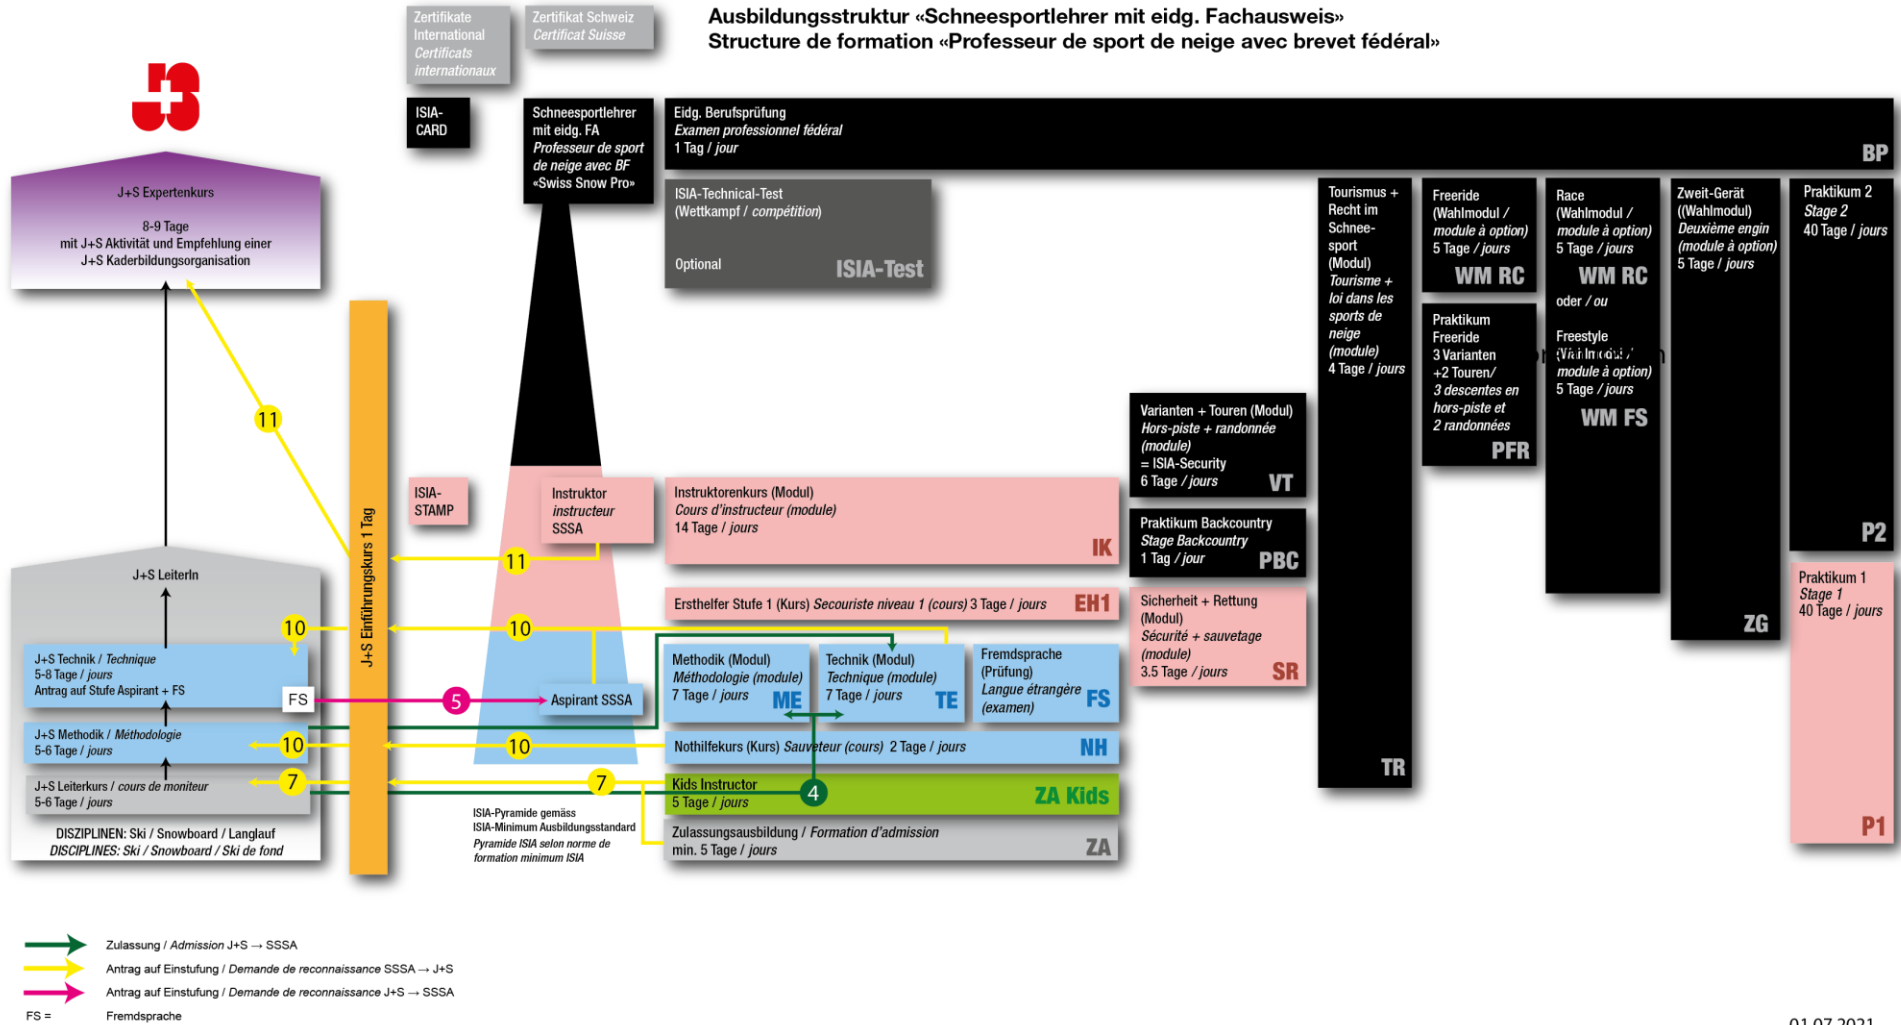 Zertifikate
International
Certificats
internationaux
Zertifikat Schweiz
Certificat Suisse
Ausbildungsstruktur «Schneesportlehrer mit eidg. Fachausweis»
Structure de formation «Professeur de sport de neige avec brevet fédéral»
J+S
ISIA-
CARD
Schneesportlehrer
mit eidg. FA
Professeur de sport
de neige avec BF
«Swiss Snow Pro»
Eidg. Berufsprüfung
Examen professionnel fédéral
1 Tag / jour
BP
J+S Expertenkurs
8-9 Tage
mit J+S Aktivität und Empfehlung einer
J+S Kaderbildungsorganisation
ISIA-Technical-Test
(Wettkampf / compétition)
Optional
ISIA-Test
Tourismus +
Recht im
Schnee-
sport
(Modul)
Tourisme +
loi dans les
sports de
neige
(module)
4 Tage / jours
TR
Freeride
(Wahlmodul /
module à option)
5 Tage / jours
WM RC
Praktikum
Freeride
3 Varianten
+2 Touren/
3 descentes en
hors-piste et
2 randonnées
PFR
Race
(Wahlmodul /
module à option)
5 Tage / jours
WM RC
oder / ou
Freestyle
(Wahlmodul /
module à option)
5 Tage / jours
WM FS
Zweit-Gerät
((Wahlmodul)
Deuxième engin
(module à option)
5 Tage / jours
ZG
Praktikum 2
Stage 2
40 Tage / jours
P2
Varianten + Touren (Modul)
Hors-piste + randonnée
(module)
= ISIA-Security
6 Tage / jours
VT
Praktikum Backcountry
Stage Backcountry
1 Tag / jour
PBC
Praktikum 1
Stage 1
40 Tage / jours
P1
11
J+S Einführungskurs 1 Tag
ISIA-
STAMP
Instruktor
instructeur
SSSA
11
Instruktorenkurs (Modul)
Cours d'instructeur (module)
14 Tage / jours
IK
Ersthelfer Stufe 1 (Kurs) Secouriste niveau 1 (cours) 3 Tage / jours
EH1
Sicherheit + Rettung
(Modul)
Sécurité + sauvetage
(module)
3.5 Tage / jours
SR
J+S LeiterIn
10
10
J+S Technik / Technique
5-8 Tage / jours
Antrag auf Stufe Aspirant + FS
FS
5
Aspirant SSSA
Methodik (Modul)
Méthodologie (module)
7 Tage / jours
ME
Technik (Modul)
Technique (module)
7 Tage / jours
TE
Fremdsprache
(Prüfung)
Langue étrangère
(examen)
FS
J+S Methodik / Méthodologie
5-6 Tage / jours
10
10
Nothilfekurs (Kurs) Sauveteur (cours) 2 Tage / jours
NH
J+S Leiterkurs / cours de moniteur
5-6 Tage / jours
7
7
Kids Instructor
5 Tage / jours
4
ZA Kids
DISZIPLINEN: Ski / Snowboard / Langlauf
DISCIPLINES: Ski / Snowboard / Ski de fond
ISIA-Pyramide gemäss
ISIA-Minimum Ausbildungsstandard
Pyramide ISIA selon norme de
formation minimum ISIA
Zulassungsausbildung / Formation d'admission
min. 5 Tage / jours
ZA
Zulassung / Admission J+S → SSSA
Antrag auf Einstufung / Demande de reconnaissance SSSA → J+S
Antrag auf Einstufung / Demande de reconnaissance J+S → SSSA
FS = Fremdsprache
01.07.2021